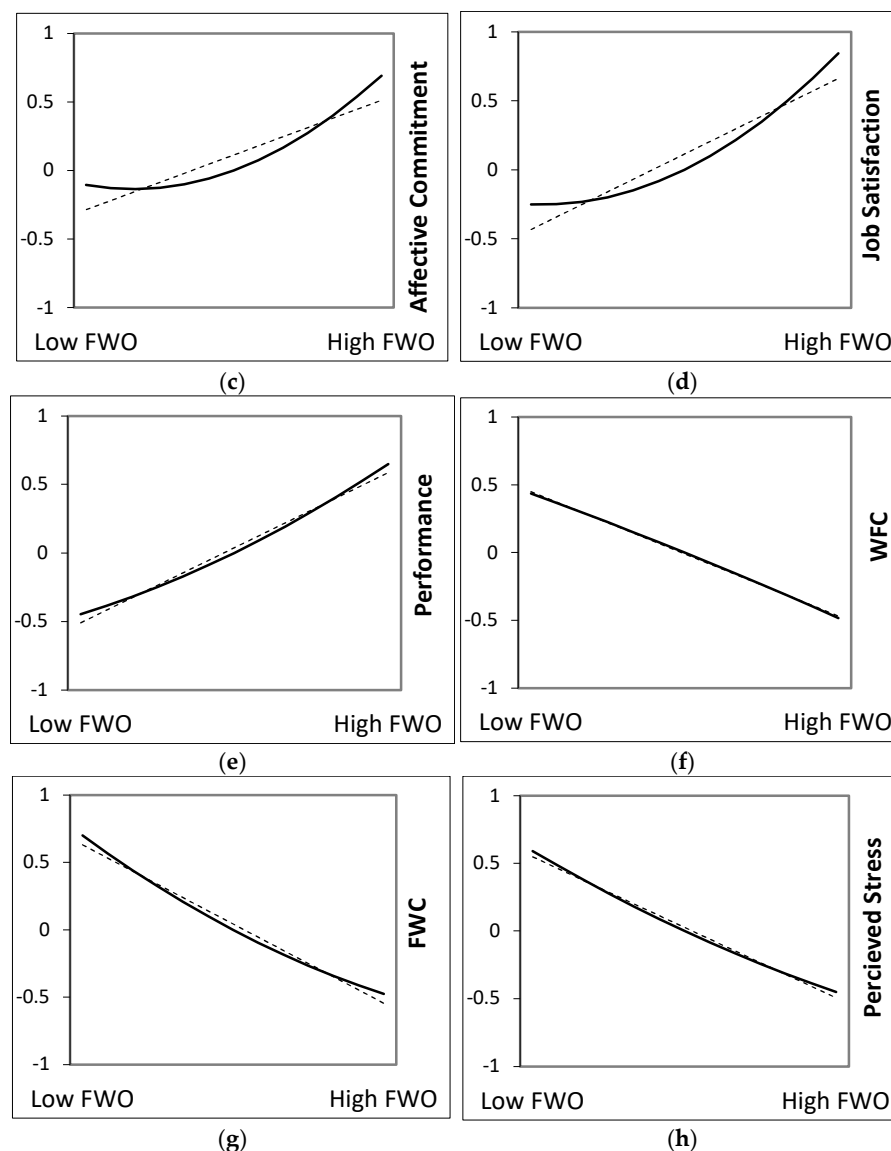 1
0.5
0
-0.5
-1
Affective Commitment
Low FWO High FWO
(c)
1
0.5
0
-0.5
-1
Job Satisfaction
Low FWO High FWO
(d)
1
0.5
0
-0.5
-1
Performance
Low FWO High FWO
(e)
1
0.5
0
-0.5
-1
WFC
Low FWO High FWO
(f)
1
0.5
0
-0.5
-1
FWC
Low FWO High FWO
(g)
1
0.5
0
-0.5
-1
Percieved Stress
Low FWO High FWO
(h)